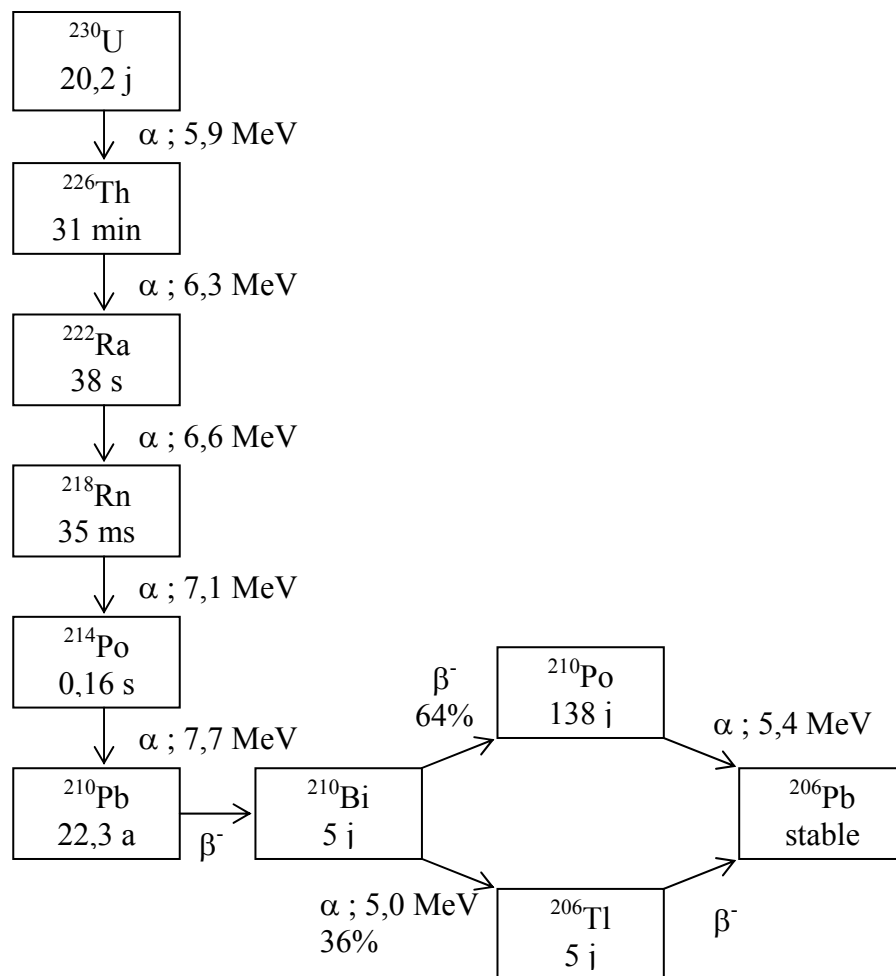 ²³⁰U
20,2 j
α ; 5,9 MeV
²²⁶Th
31 min
α ; 6,3 MeV
²²²Ra
38 s
α ; 6,6 MeV
²¹⁸Rn
35 ms
α ; 7,1 MeV
²¹⁴Po
0,16 s
α ; 7,7 MeV
²¹⁰Pb
22,3 a
β⁻
²¹⁰Bi
5 j
β⁻
64%
²¹⁰Po
138 j
α ; 5,4 MeV
α ; 5,0 MeV
36%
²⁰⁶Tl
5 j
β⁻
²⁰⁶Pb
stable